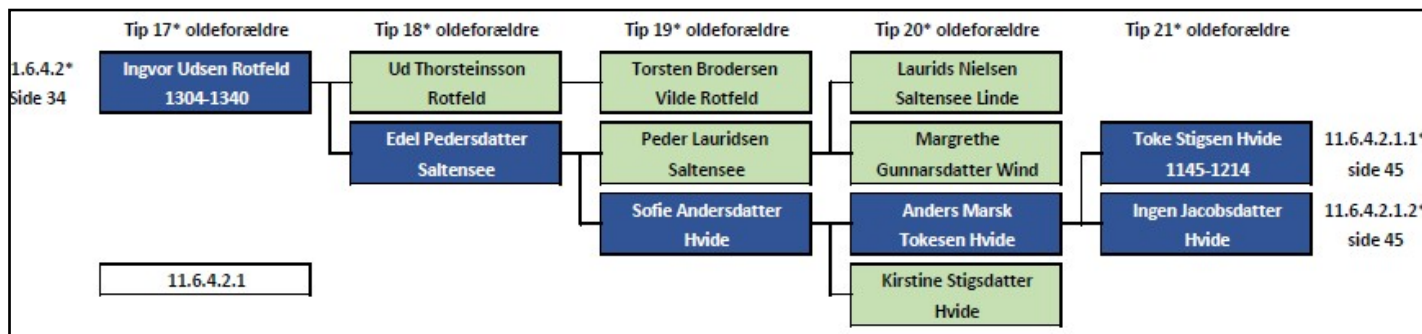 Tip 17* oldeforældre Tip 18* oldeforældre Tip 19* oldeforældre Tip 20* oldeforældre Tip 21* oldeforældre
1.6.4.2*
Side 34
Ingvor Udsen Rotfeld
1304-1340
Ud Thorsteinsson
Rotfeld
Torsten Brodersen
Vilde Rotfeld
Laurids Nielsen
Saltensee Linde
Edel Pedersdatter
Saltensee
Peder Lauridsen
Saltensee
Margrethe
Gunnarsdatter Wind
Toke Stigsen Hvide
1145-1214
11.6.4.2.1.1*
side 45
Sofie Andersdatter
Hvide
Anders Marsk
Tokesen Hvide
Ingen Jacobsdatter
Hvide
11.6.4.2.1.2*
side 45
11.6.4.2.1
Kirstine Stigsdatter
Hvide